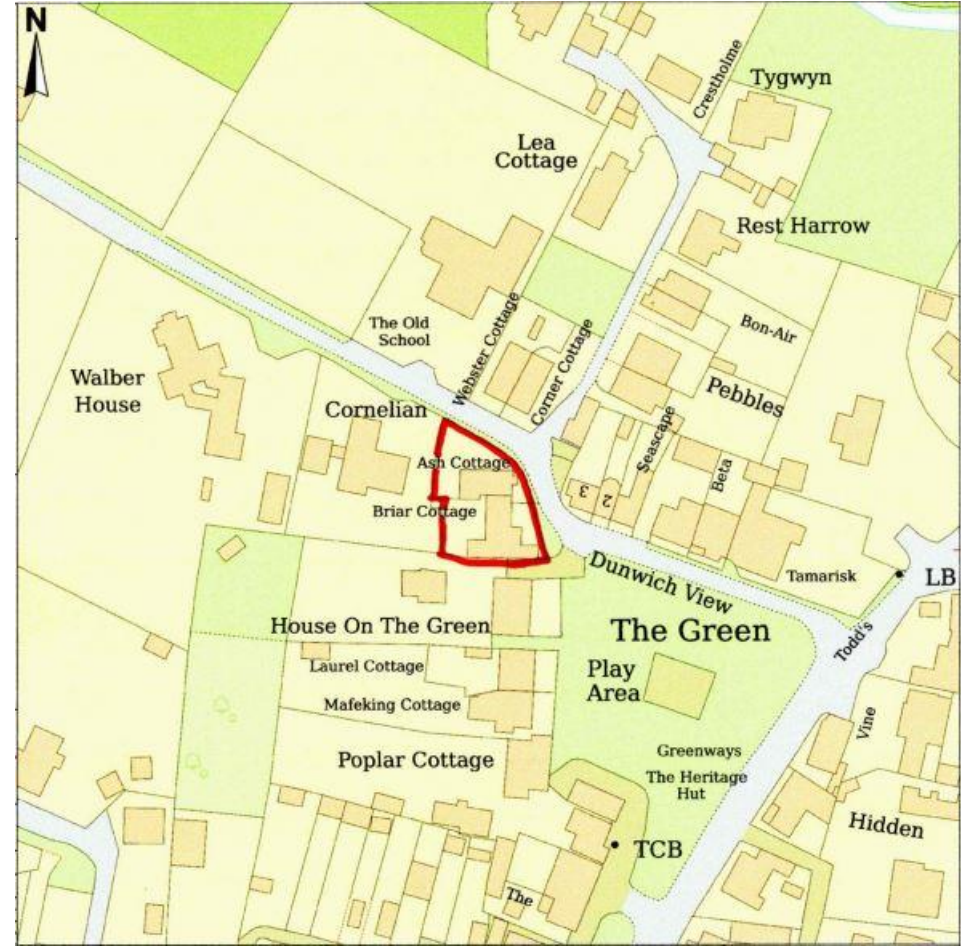 N
Crestholme
Tygwyn
Lea
Cottage
Rest Harrow
The Old
School
Webster Cottage
Corner Cottage
Bon-Air
Walber
House
Cornelian
Pebbles
Seascape
Beta
Ash Cottage
3
2
Briar Cottage
Dunwich View
Tamarisk
LB
House On The Green
The Green
Todd's
Laurel Cottage
Play
Area
Mafeking Cottage
Vine
Greenways
Poplar Cottage
The Heritage
Hut
Hidden
TCB
The